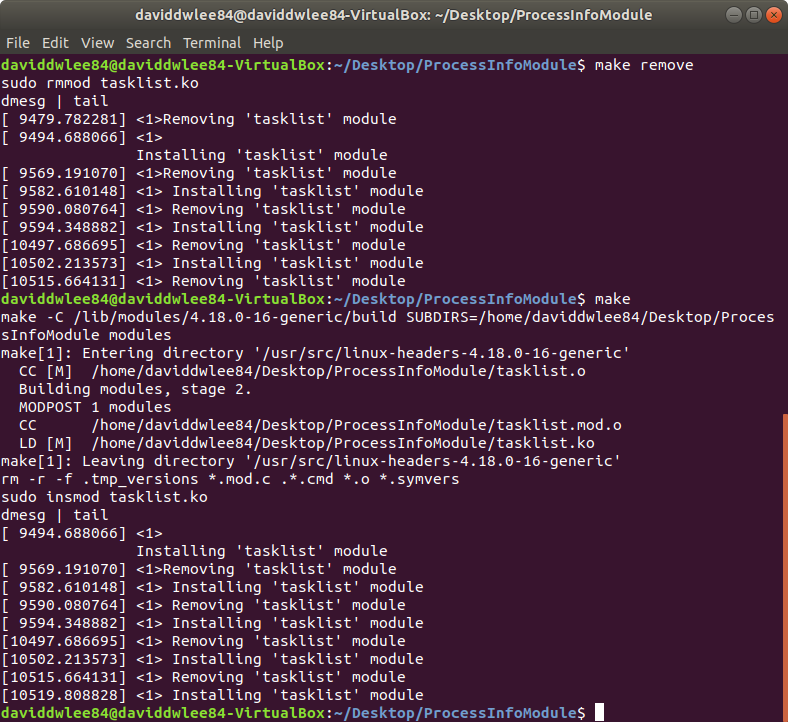 daviddwlee84@daviddwlee84-VirtualBox: ~/Desktop/ProcessInfoModule
File Edit View Search Terminal Help
daviddwlee84@daviddwlee84-VirtualBox:~/Desktop/ProcessInfoModule$ make remove
sudo rmmod tasklist.ko
dmesg | tail
[ 9479.782281] <1>Removing 'tasklist' module
[ 9494.688066] <1>
               Installing 'tasklist' module
[ 9569.191070] <1>Removing 'tasklist' module
[ 9582.610148] <1> Installing 'tasklist' module
[ 9590.080764] <1> Removing 'tasklist' module
[ 9594.348882] <1> Installing 'tasklist' module
[10497.686695] <1> Removing 'tasklist' module
[10502.213573] <1> Installing 'tasklist' module
[10515.664131] <1> Removing 'tasklist' module
daviddwlee84@daviddwlee84-VirtualBox:~/Desktop/ProcessInfoModule$ make
make -C /lib/modules/4.18.0-16-generic/build SUBDIRS=/home/daviddwlee84/Desktop/Proces
sInfoModule modules
make[1]: Entering directory '/usr/src/linux-headers-4.18.0-16-generic'
  CC [M]  /home/daviddwlee84/Desktop/ProcessInfoModule/tasklist.o
  Building modules, stage 2.
  MODPOST 1 modules
  CC      /home/daviddwlee84/Desktop/ProcessInfoModule/tasklist.mod.o
  LD [M]  /home/daviddwlee84/Desktop/ProcessInfoModule/tasklist.ko
make[1]: Leaving directory '/usr/src/linux-headers-4.18.0-16-generic'
rm -r -f .tmp_versions *.mod.c .*.cmd *.o *.symvers
sudo insmod tasklist.ko
dmesg | tail
[ 9494.688066] <1>
               Installing 'tasklist' module
[ 9569.191070] <1>Removing 'tasklist' module
[ 9582.610148] <1> Installing 'tasklist' module
[ 9590.080764] <1> Removing 'tasklist' module
[ 9594.348882] <1> Installing 'tasklist' module
[10497.686695] <1> Removing 'tasklist' module
[10502.213573] <1> Installing 'tasklist' module
[10515.664131] <1> Removing 'tasklist' module
[10519.808828] <1> Installing 'tasklist' module
daviddwlee84@daviddwlee84-VirtualBox:~/Desktop/ProcessInfoModule$